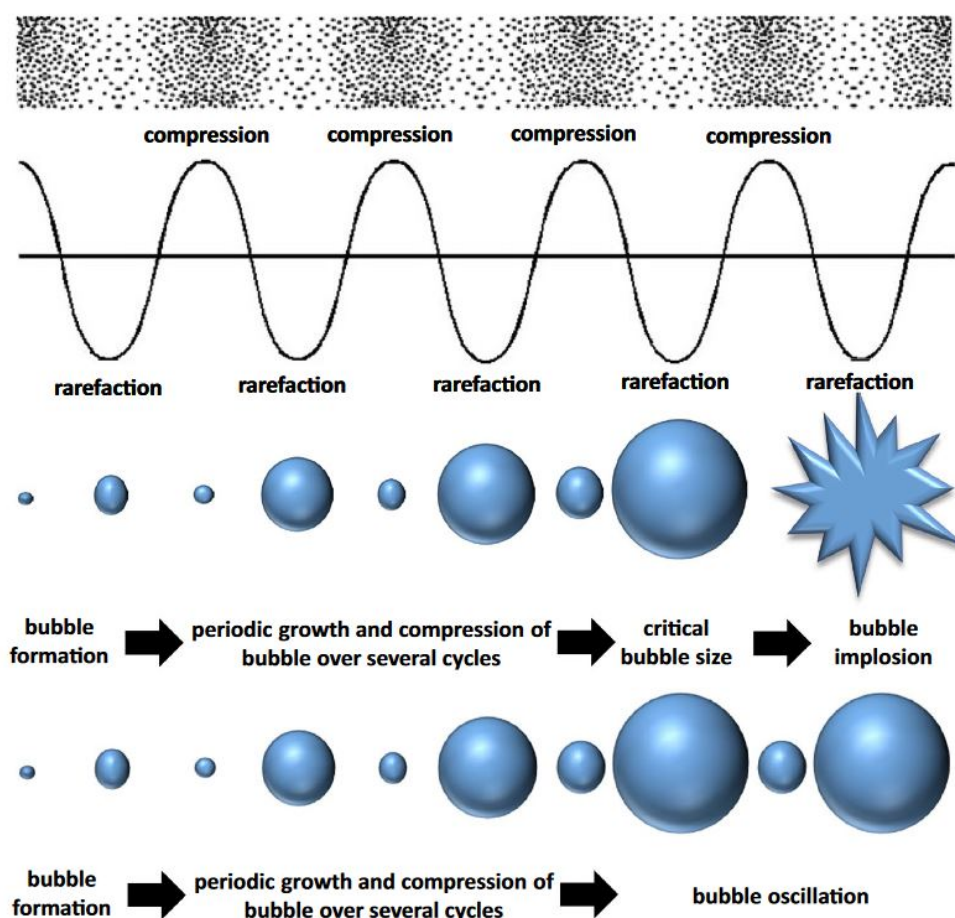 compression compression compression compression
rarefaction rarefaction rarefaction rarefaction rarefaction
bubble formation
periodic growth and compression of bubble over several cycles
critical bubble size
bubble implosion
bubble formation
periodic growth and compression of bubble over several cycles
bubble oscillation